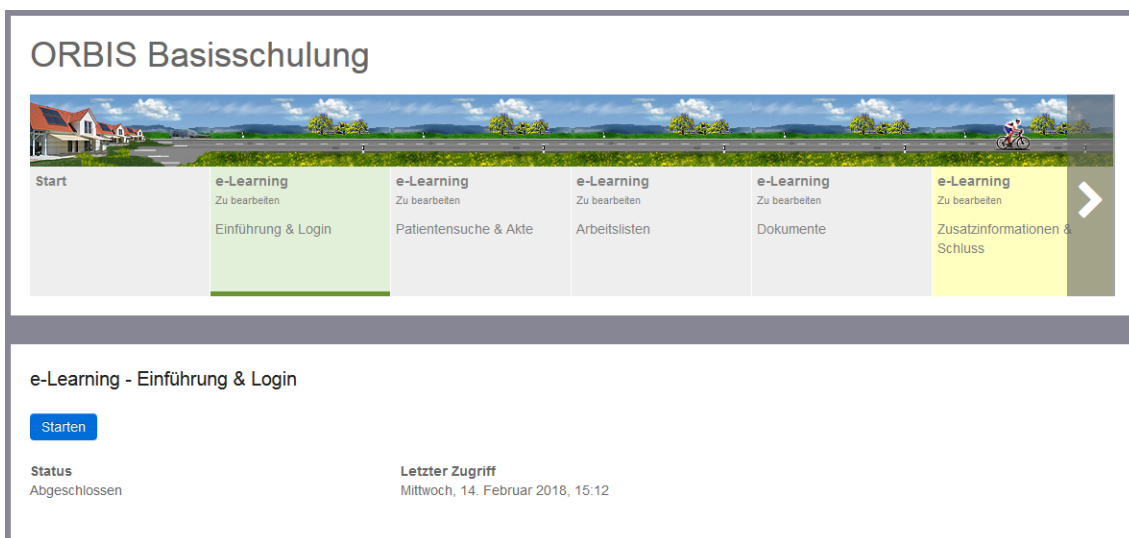 ORBIS Basisschulung
Start
e-Learning
Zu bearbeiten
Einführung & Login
e-Learning
Zu bearbeiten
Patientensuche & Akte
e-Learning
Zu bearbeiten
Arbeitslisten
e-Learning
Zu bearbeiten
Dokumente
e-Learning
Zu bearbeiten
Zusatzinformationen &
Schluss
e-Learning - Einführung & Login
Starten
Status
Abgeschlossen
Letzter Zugriff
Mittwoch, 14. Februar 2018, 15:12